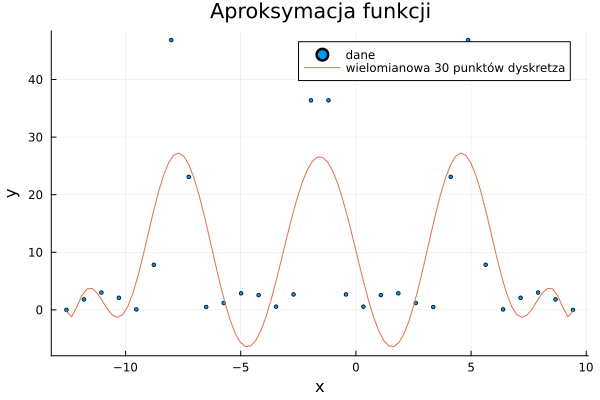 Aproksymacja funkcji
dane
wielomianowa 30 punktów dyskretza
40
30
20
10
0
y
−10
−5
0
5
10
x